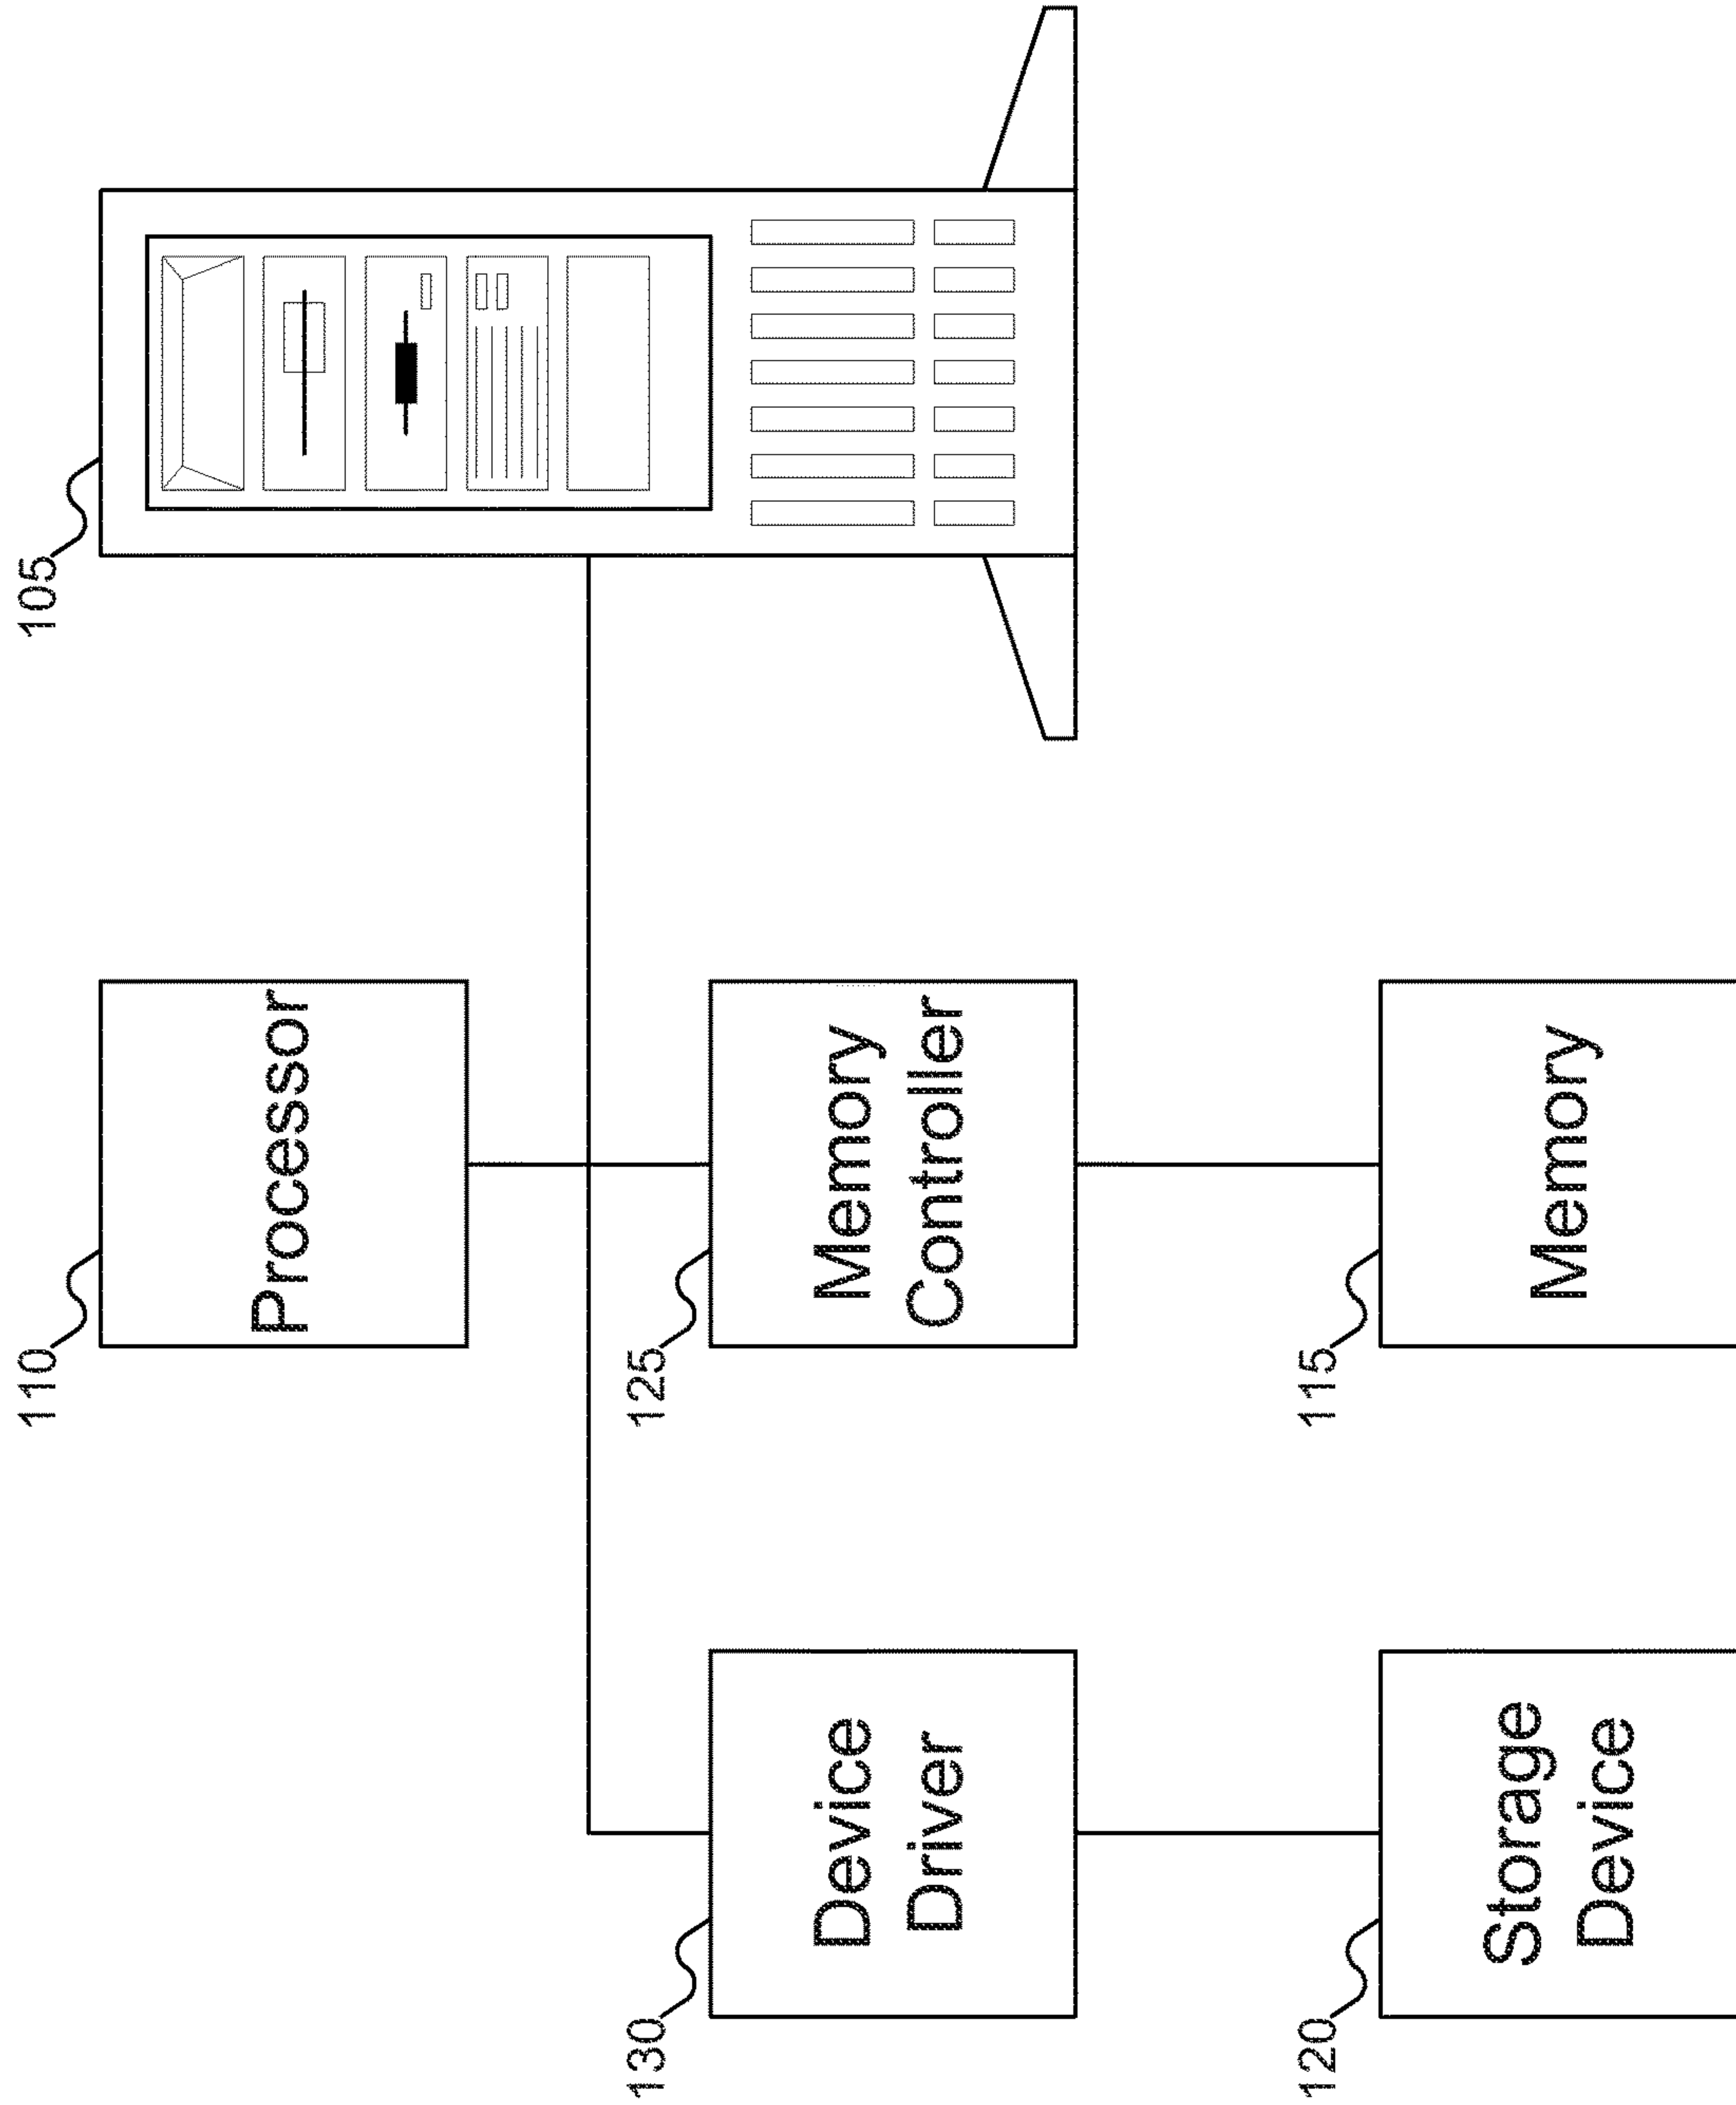 105
110
Processor
125
Memory
Controller
115
Memory
130
Device
Driver
120
Storage
Device